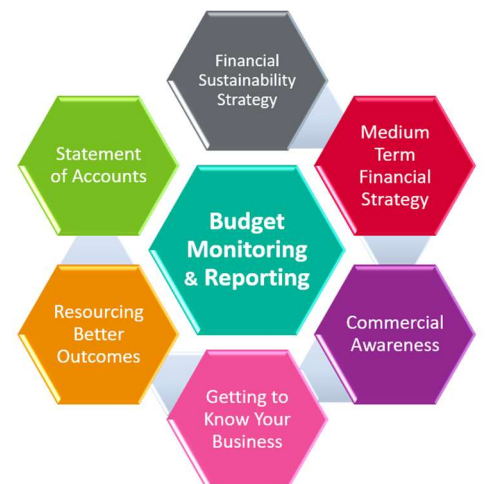 Financial
Sustainability
Strategy
Medium
Term
Financial
Strategy
Commercial
Awareness
Getting to
Know Your
Business
Resourcing
Better
Outcomes
Statement
of Accounts
Budget
Monitoring
& Reporting